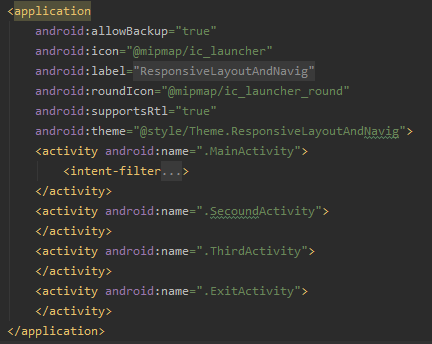 <application
android:allowBackup="true"
android:icon="@mipmap/ic_launcher"
android:label="ResponsiveLayoutAndNavig"
android:roundIcon="@mipmap/ic_launcher_round"
android:supportsRtl="true"
android:theme="@style/Theme.ResponsiveLayoutAndNavig">
<activity android:name=".MainActivity">
<intent-filter...>
</activity>
<activity android:name=".SecoundActivity">
</activity>
<activity android:name=".ThirdActivity">
</activity>
<activity android:name=".ExitActivity">
</activity>
</application>